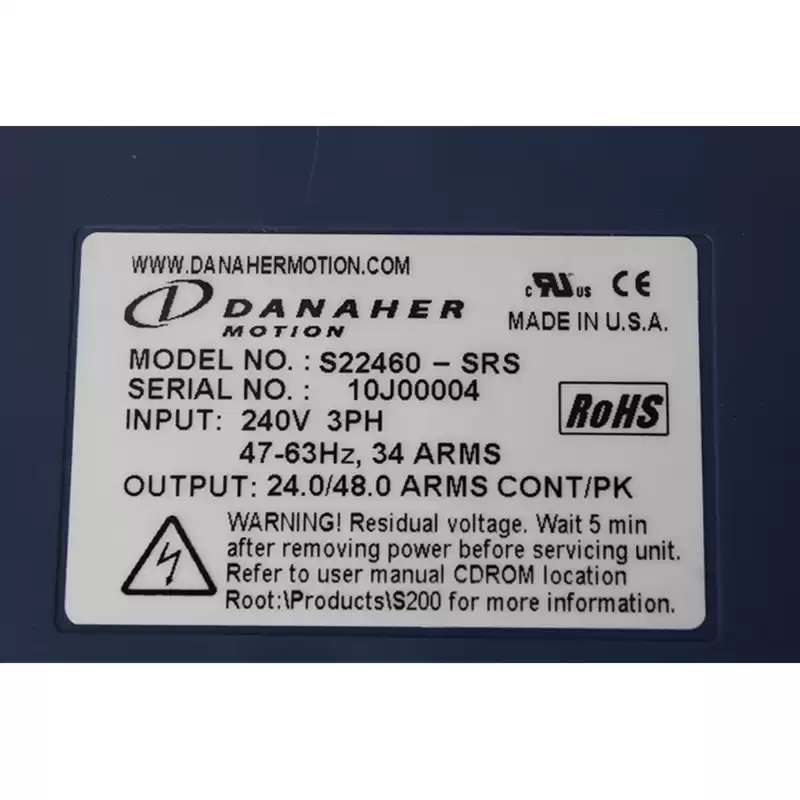 WWW.DANAHERMOTION.COM
DANAHER
MOTION
c RU us CE
MADE IN U.S.A.
MODEL NO. : S22460 - SRS
SERIAL NO. : 10J00004
INPUT: 240V 3PH
47-63Hz, 34 ARMS
RoHS
OUTPUT: 24.0/48.0 ARMS CONT/PK
WARNING! Residual voltage. Wait 5 min
after removing power before servicing unit.
Refer to user manual CDROM location
Root:\Products\S200 for more information.